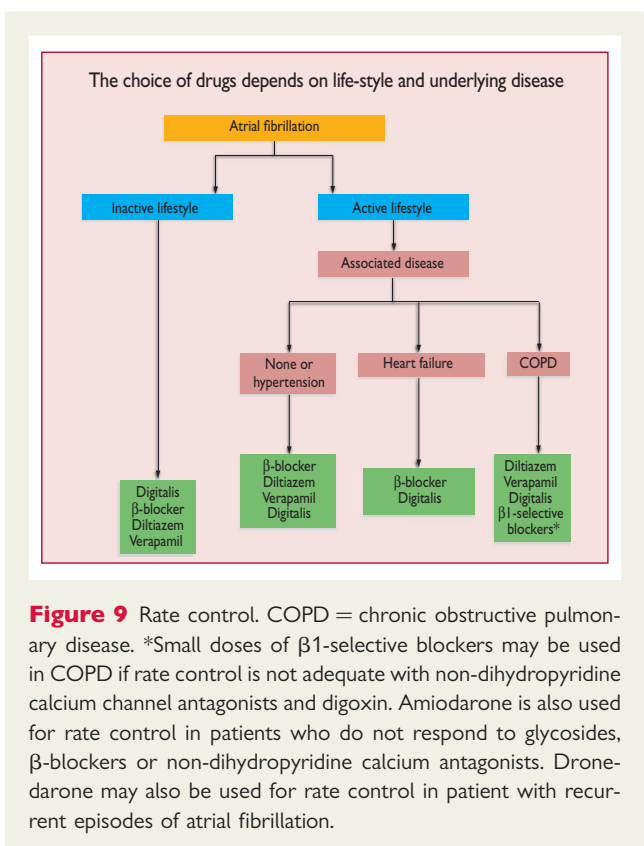 The choice of drugs depends on life-style and underlying disease
Atrial fibrillation
Inactive lifestyle
Active lifestyle
Associated disease
None or
hypertension
Heart failure
COPD
Digitalis
β-blocker
Diltiazem
Verapamil
β-blocker
Diltiazem
Verapamil
Digitalis
β-blocker
Digitalis
Diltiazem
Verapamil
Digitalis
β1-selective
blockers*
Figure 9 Rate control. COPD = chronic obstructive pulmon-
ary disease. *Small doses of β1-selective blockers may be used
in COPD if rate control is not adequate with non-dihydropyridine
calcium channel antagonists and digoxin. Amiodarone is also used
for rate control in patients who do not respond to glycosides,
β-blockers or non-dihydropyridine calcium antagonists. Drone-
darone may also be used for rate control in patient with recur-
rent episodes of atrial fibrillation.